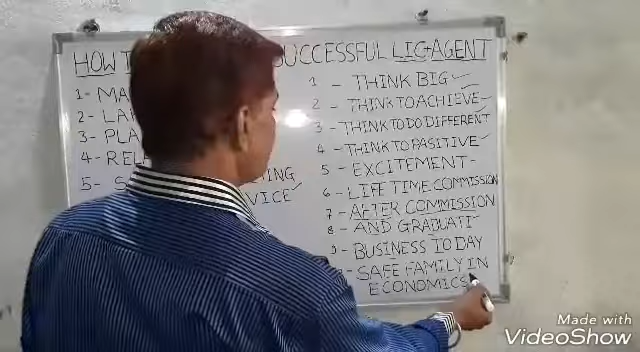 HOW T SUCCESSFUL LIC-AGENT
1 - MA
2 - LA
3 - PLA
4 - REL
5 - S ING
VICE
1 - THINK BIG
2 - THINK TO ACHIEVE
3 - THINK TO DO DIFFERENT
4 - THINK TO PASITIVE
5 - EXCITEMENT
6 - LIFE TIME COMMISSION
7 - AFTER COMMISSION
8 - AND GRADUATI
9 - BUSINESS TODAY
- SAFE FAMILY IN
ECONOMICS
Made with
VideoShow